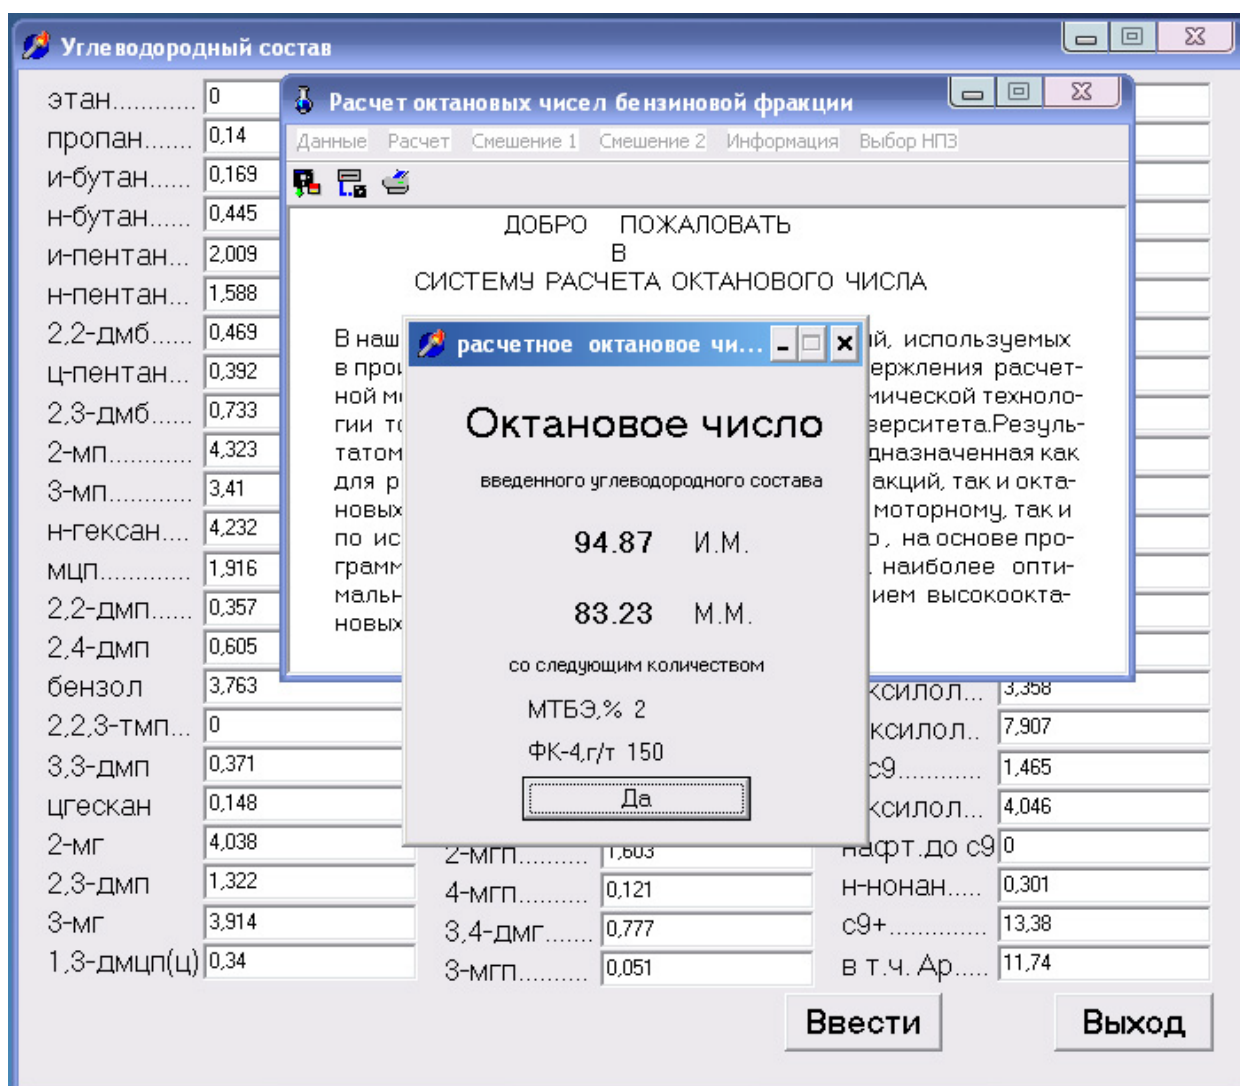 Углеводородный состав
этан............ 0
пропан....... 0,14
и-бутан...... 0,169
н-бутан...... 0,445
и-пентан... 2,009
н-пентан... 1,588
2,2-дмб...... 0,469
ц-пентан... 0,392
2,3-дмб...... 0,733
2-мп............ 4,323
3-мп............ 3,41
н-гексан.... 4,232
мцп............. 1,916
2,2-дмп...... 0,357
2,4-дмп 0,605
бензол 3,763
2,2,3-тмп... 0
3,3-дмп 0,371
цгескан 0,148
2-мг 4,038
2,3-дмп 1,322
3-мг 3,914
1,3-дмцп(ц) 0,34
Расчет октановых чисел бензиновой фракции
Данные Расчет Смешение 1 Смешение 2 Информация Выбор НПЗ
ДОБРО ПОЖАЛОВАТЬ
В
СИСТЕМУ РАСЧЕТА ОКТАНОВОГО ЧИСЛА
В наш й, используемых
в про ержления расчет-
ной м мической техноло-
гии т верситета.Резуль-
татом дназначенная как
для р акций, так и окта-
новых моторному, так и
по ис , на основе про-
грамм наиболее опти-
мальн ием высокоокта-
новых
расчетное октановое чи...
Октановое число
введенного углеводородного состава
94.87 И.М.
83.23 М.М.
со следующим количеством
МТБЭ,% 2
ФК-4,г/т 150
Да
2-мгп.......... 1,603
4-мгп.......... 0,121
3,4-дмг....... 0,777
3-мгп.......... 0,051
ксилол... 3,358
ксилол.. 7,907
с9............ 1,465
ксилол... 4,046
нафт.до с9 0
н-нонан..... 0,301
с9+.............. 13,38
в т.ч. Ар..... 11,74
Ввести Выход